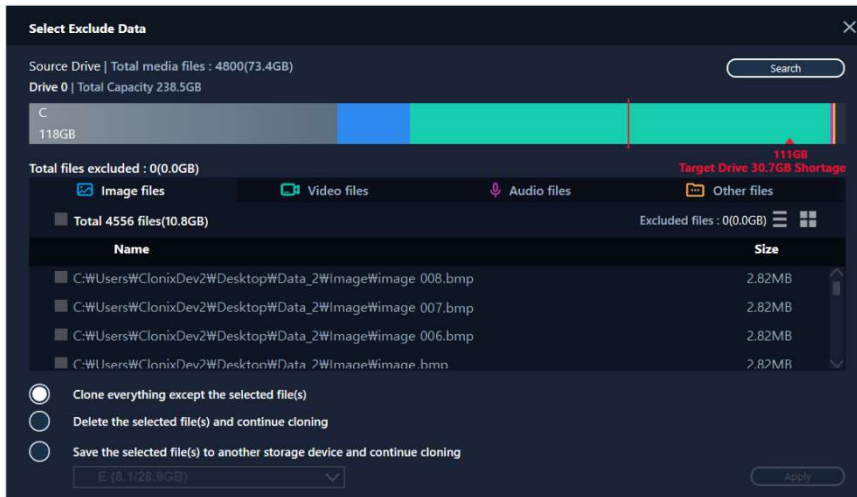 Select Exclude Data
Source Drive | Total media files : 4800(73.4GB)
Search
Drive 0 | Total Capacity 238.5GB
C
118GB
111GB
Total files excluded : 0(0.0GB)
Target Drive 30.7GB Shortage
Image files
Video files
Audio files
Other files
Total 4556 files(10.8GB)
Excluded files : 0(0.0GB)
Name
Size
C:₩Users₩ClonixDev2₩Desktop₩Data_2₩Image₩image 008.bmp
2.82MB
C:₩Users₩ClonixDev2₩Desktop₩Data_2₩Image₩image 007.bmp
2.82MB
C:₩Users₩ClonixDev2₩Desktop₩Data_2₩Image₩image 006.bmp
2.82MB
C:₩Users₩ClonixDev2₩Desktop₩Data_2₩Image₩image.bmp
2.82MB
Clone everything except the selected file(s)
Delete the selected file(s) and continue cloning
Save the selected file(s) to another storage device and continue cloning
E (8.1/28.9GB)
Apply